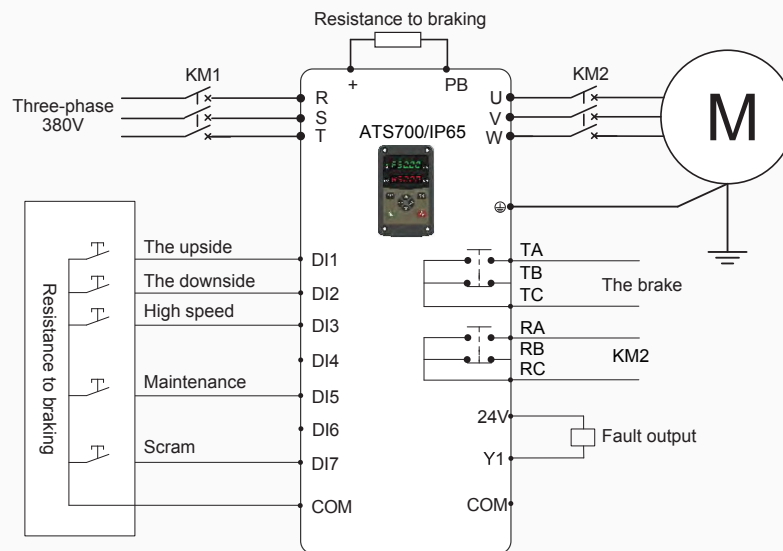 Resistance to braking
+
PB
KM1
KM2
Three-phase
380V
R
S
T
U
V
W
M
ATS700/IP65
The upside
DI1
The downside
DI2
High speed
DI3
DI4
Maintenance
DI5
DI6
Scram
DI7
COM
Resistance to braking
TA
TB
TC
The brake
RA
RB
RC
KM2
24V
Y1
Fault output
COM